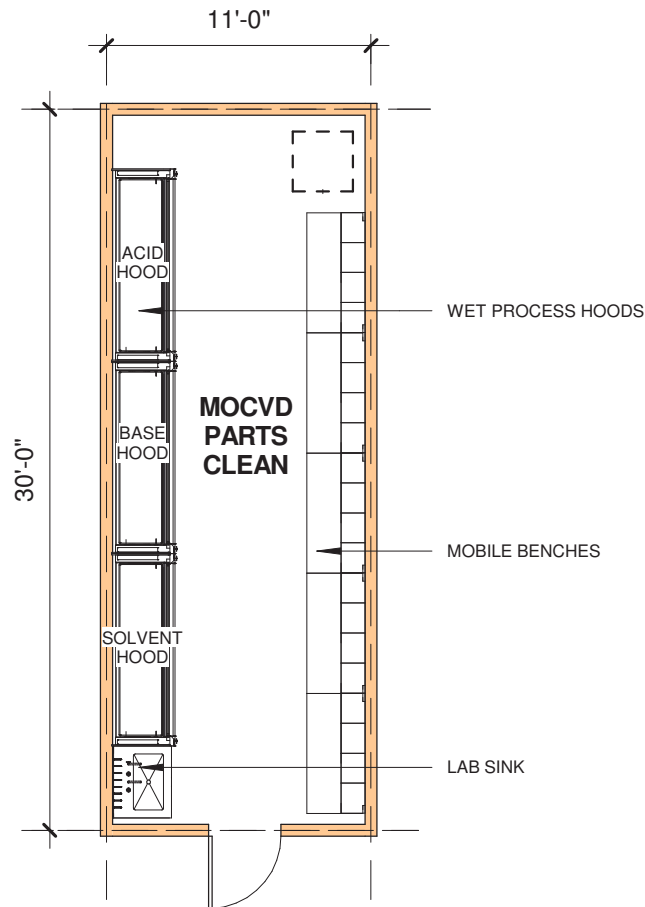 11'-0"
ACID
HOOD
WET PROCESS HOODS
MOCVD
PARTS
CLEAN
BASE
HOOD
30'-0"
MOBILE BENCHES
SOLVENT
HOOD
LAB SINK